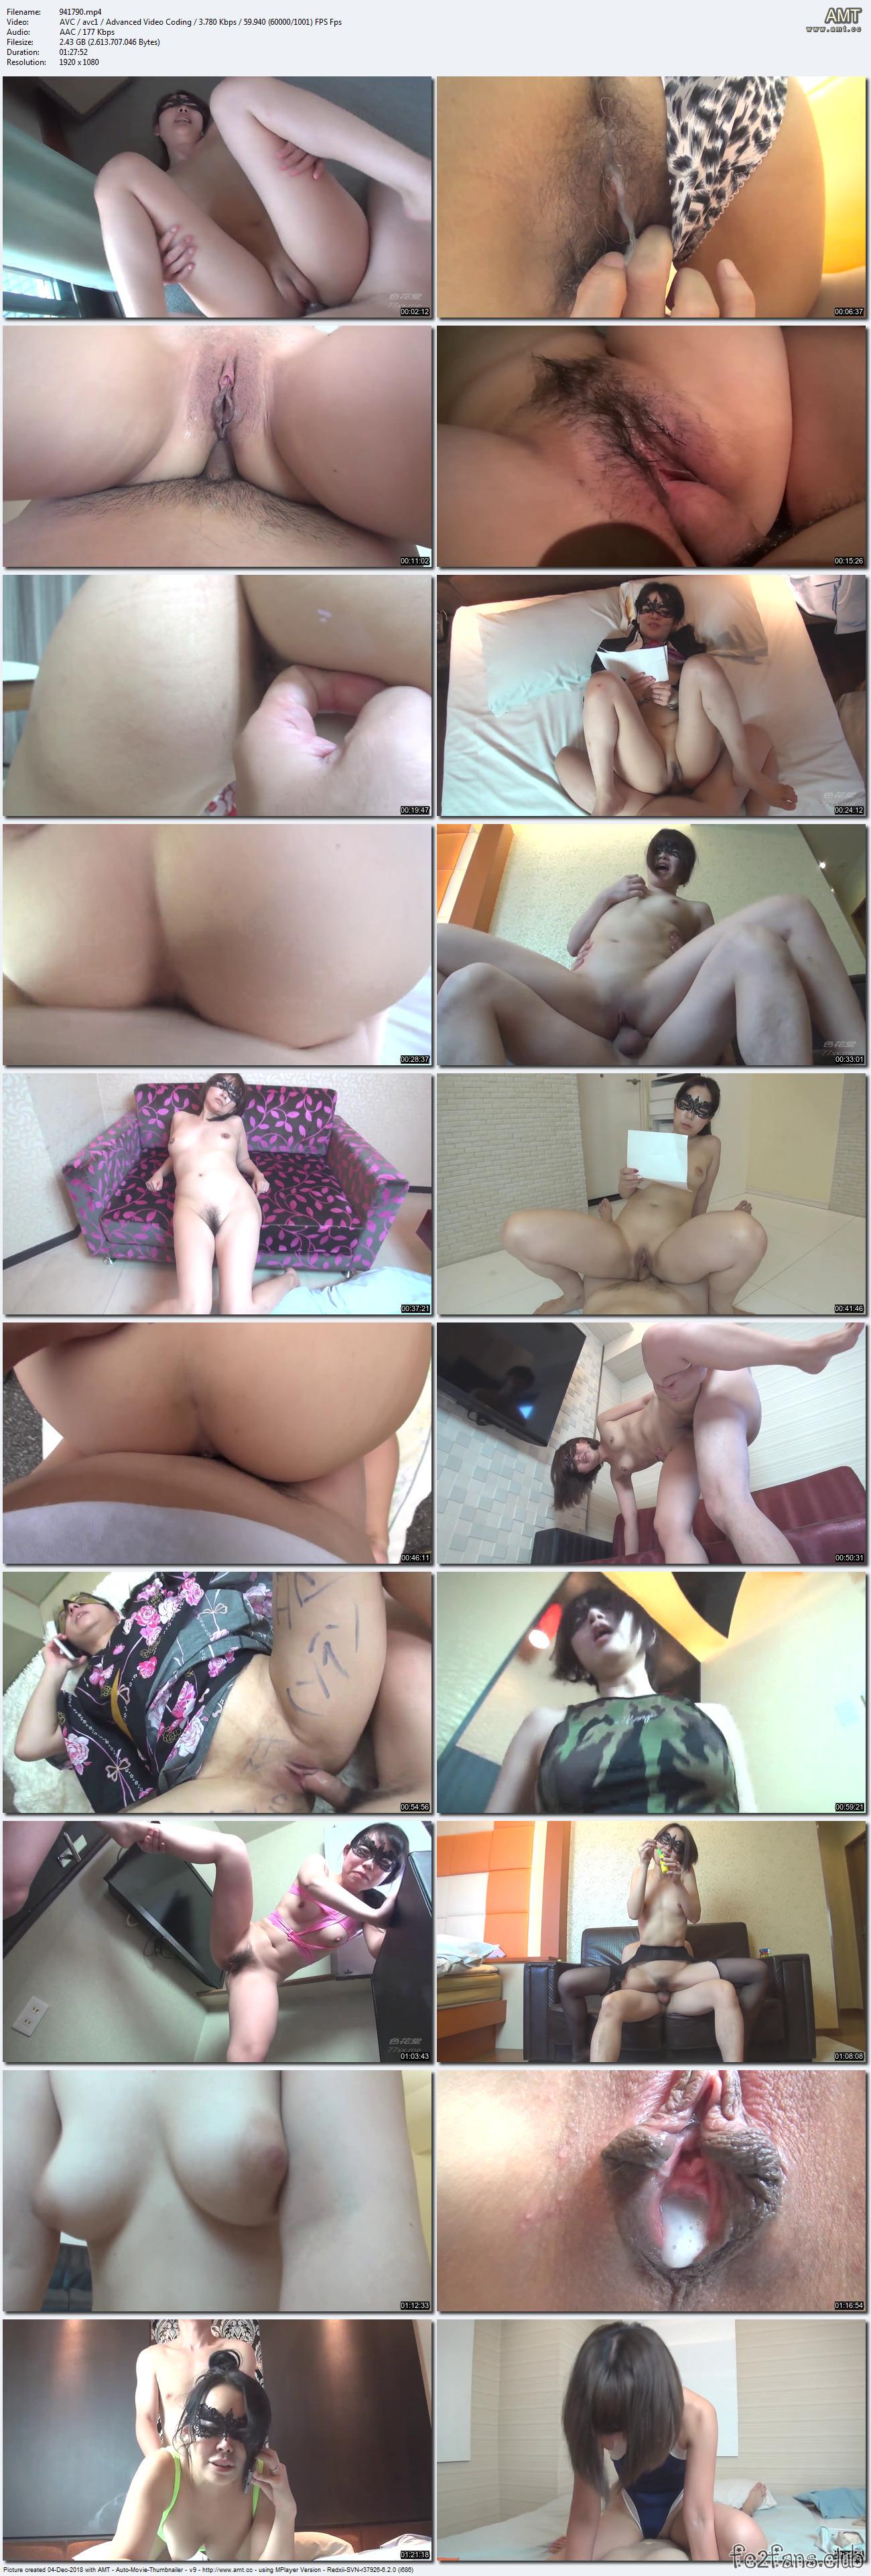 Filename: 941790.mp4
Video: AVC / avc1 / Advanced Video Coding / 3.780 Kbps / 59,940 (60000/1001) FPS Fps
Audio: AAC / 177 Kbps
Filesize: 2.43 GB (2.613.707.046 Bytes)
Duration: 01:27:52
Resolution: 1920 x 1080
AMT
www.amt.cc
00:02:12
00:06:37
00:11:02
00:15:26
00:19:47
00:24:12
00:28:37
00:33:01
00:37:21
00:41:46
00:46:11
00:50:31
00:54:56
00:59:21
01:03:43
01:08:08
01:12:33
01:16:54
01:21:18
fc2fans.club
Picture created 04-Dec-2018 with AMT - Auto-Movie-Thumbnailer - v9 - http://www.amt.cc - using MPlayer Version - Redxii-SVN-r37926-6.2.0 (i686)